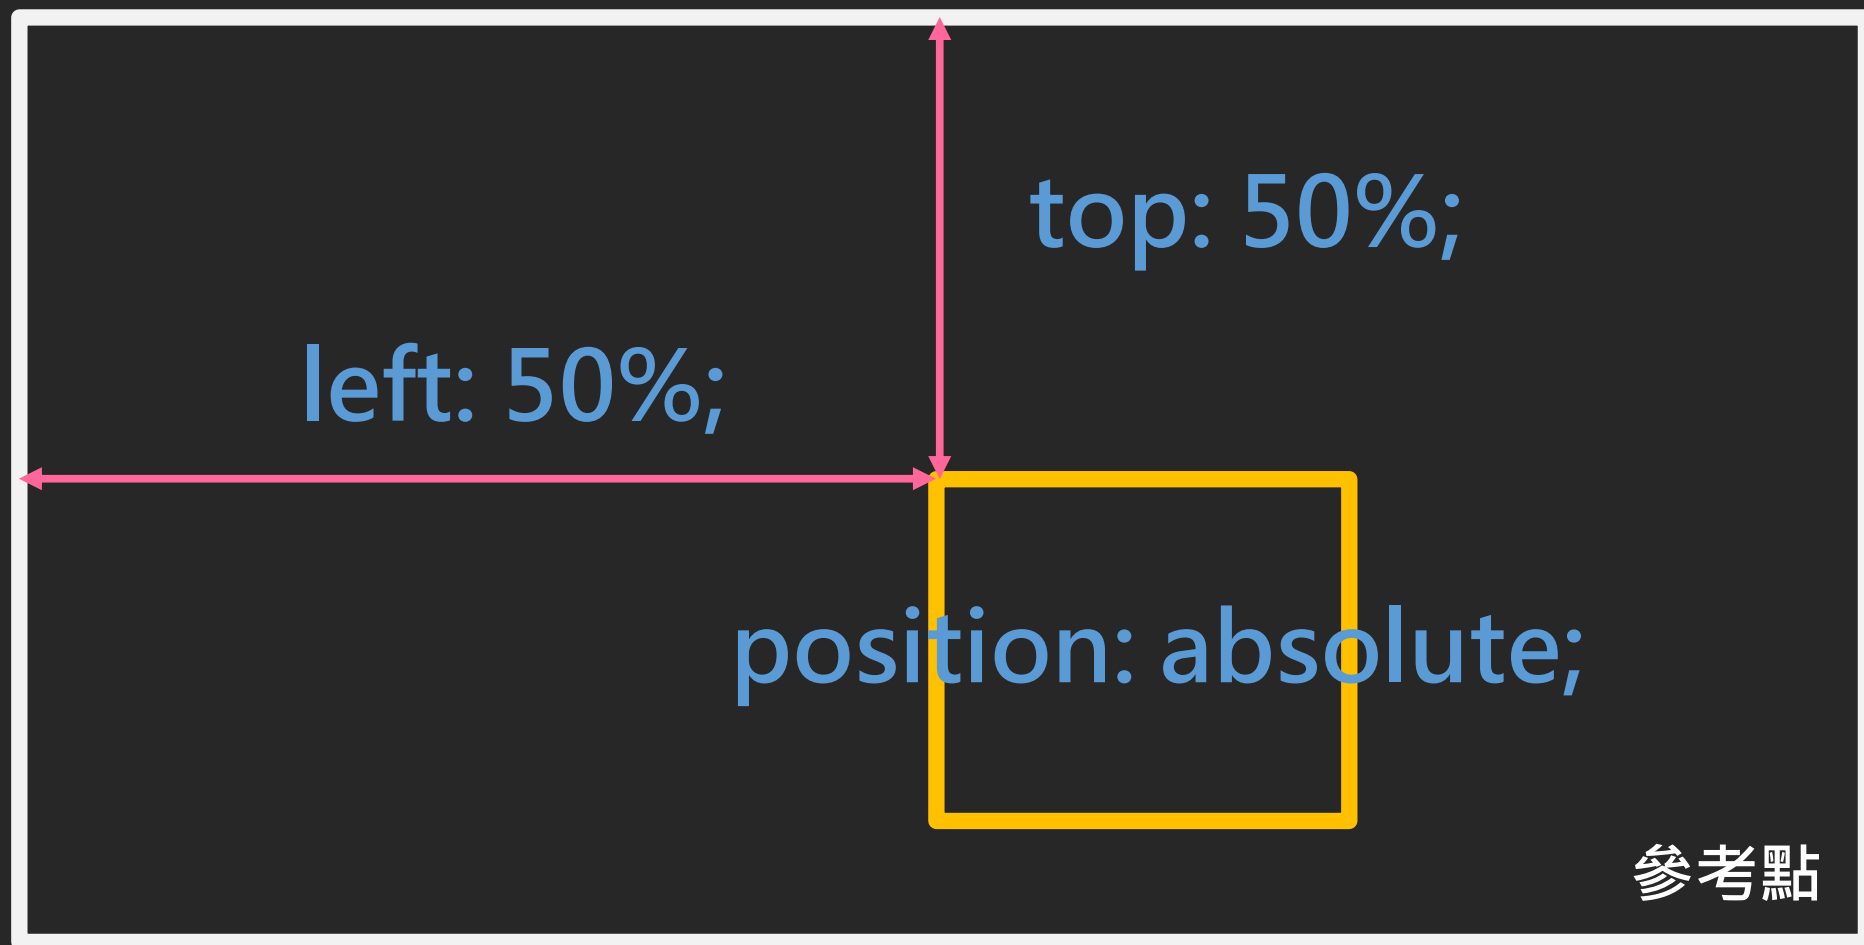 top: 50%;
left: 50%;
position: absolute;
參考點